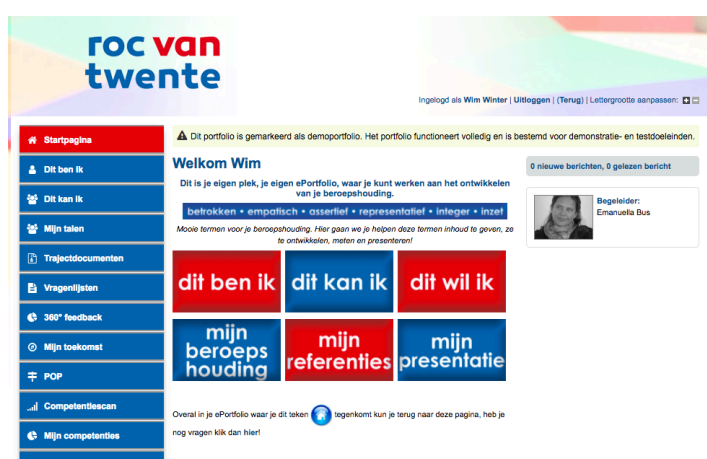 roc van
twente
Ingelogd als Wim Winter | Uitloggen | (Terug) | Lettergrootte aanpassen:
Startpagina
Dit ben ik
Dit kan ik
Mijn talen
Trajectdocumenten
Vragenlijsten
360° feedback
Mijn toekomst
POP
Competentiescan
Mijn competenties
Dit portfolio is gemarkeerd als demoportfolio. Het portfolio functioneert volledig en is bestemd voor demonstratie- en testdoeleinden.
Welkom Wim
Dit is je eigen plek, je eigen ePortfolio, waar je kunt werken aan het ontwikkelen
van je beroepshouding.
betrokken • empatisch • assertief • representatief • integer • inzet
Mooie termen voor je beroepshouding. Hier gaan we je helpen deze termen inhoud te geven, ze
te ontwikkelen, meten en presenteren!
dit ben ik
dit kan ik
dit wil ik
mijn
beroeps
houding
mijn
referenties
mijn
presentatie
Overal in je ePortfolio waar je dit teken tegenkomt kun je terug naar deze pagina, heb je
nog vragen klik dan hier!
0 nieuwe berichten, 0 gelezen bericht
Begeleider:
Emanuella Bus